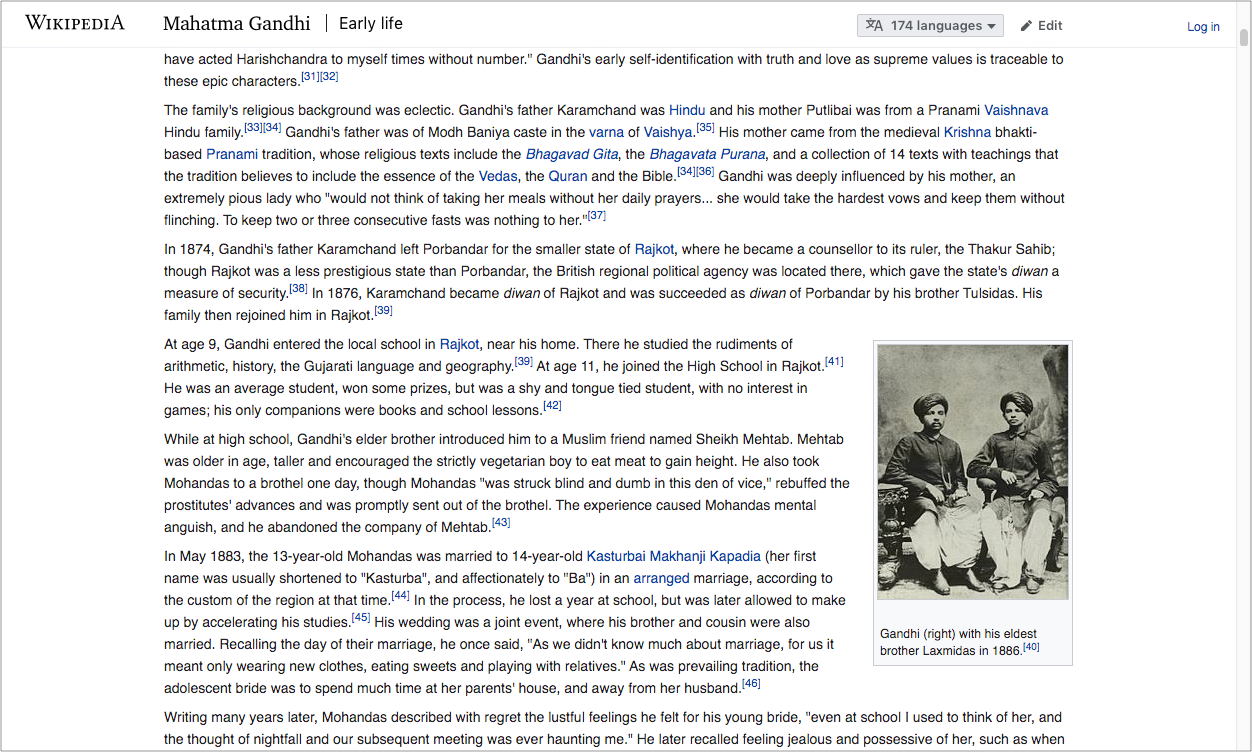 WIKIPEDIA
Mahatma Gandhi | Early life
174 languages
Edit
Log in
have acted Harishchandra to myself times without number." Gandhi's early self-identification with truth and love as supreme values is traceable to
these epic characters.[31][32]
The family's religious background was eclectic. Gandhi's father Karamchand was Hindu and his mother Putlibai was from a Pranami Vaishnava
Hindu family.[33][34] Gandhi's father was of Modh Baniya caste in the varna of Vaishya.[35] His mother came from the medieval Krishna bhakti-
based Pranami tradition, whose religious texts include the Bhagavad Gita, the Bhagavata Purana, and a collection of 14 texts with teachings that
the tradition believes to include the essence of the Vedas, the Quran and the Bible.[34][36] Gandhi was deeply influenced by his mother, an
extremely pious lady who "would not think of taking her meals without her daily prayers... she would take the hardest vows and keep them without
flinching. To keep two or three consecutive fasts was nothing to her."[37]
In 1874, Gandhi's father Karamchand left Porbandar for the smaller state of Rajkot, where he became a counsellor to its ruler, the Thakur Sahib;
though Rajkot was a less prestigious state than Porbandar, the British regional political agency was located there, which gave the state's diwan a
measure of security.[38] In 1876, Karamchand became diwan of Rajkot and was succeeded as diwan of Porbandar by his brother Tulsidas. His
family then rejoined him in Rajkot.[39]
At age 9, Gandhi entered the local school in Rajkot, near his home. There he studied the rudiments of
arithmetic, history, the Gujarati language and geography.[39] At age 11, he joined the High School in Rajkot.[41]
He was an average student, won some prizes, but was a shy and tongue tied student, with no interest in
games; his only companions were books and school lessons.[42]
While at high school, Gandhi's elder brother introduced him to a Muslim friend named Sheikh Mehtab. Mehtab
was older in age, taller and encouraged the strictly vegetarian boy to eat meat to gain height. He also took
Mohandas to a brothel one day, though Mohandas "was struck blind and dumb in this den of vice," rebuffed the
prostitutes' advances and was promptly sent out of the brothel. The experience caused Mohandas mental
anguish, and he abandoned the company of Mehtab.[43]
In May 1883, the 13-year-old Mohandas was married to 14-year-old Kasturbai Makhanji Kapadia (her first
name was usually shortened to "Kasturba", and affectionately to "Ba") in an arranged marriage, according to
the custom of the region at that time.[44] In the process, he lost a year at school, but was later allowed to make
up by accelerating his studies.[45] His wedding was a joint event, where his brother and cousin were also
married. Recalling the day of their marriage, he once said, "As we didn't know much about marriage, for us it
meant only wearing new clothes, eating sweets and playing with relatives." As was prevailing tradition, the
adolescent bride was to spend much time at her parents' house, and away from her husband.[46]
Gandhi (right) with his eldest
brother Laxmidas in 1886.[40]
Writing many years later, Mohandas described with regret the lustful feelings he felt for his young bride, "even at school I used to think of her, and
the thought of nightfall and our subsequent meeting was ever haunting me." He later recalled feeling jealous and possessive of her, such as when